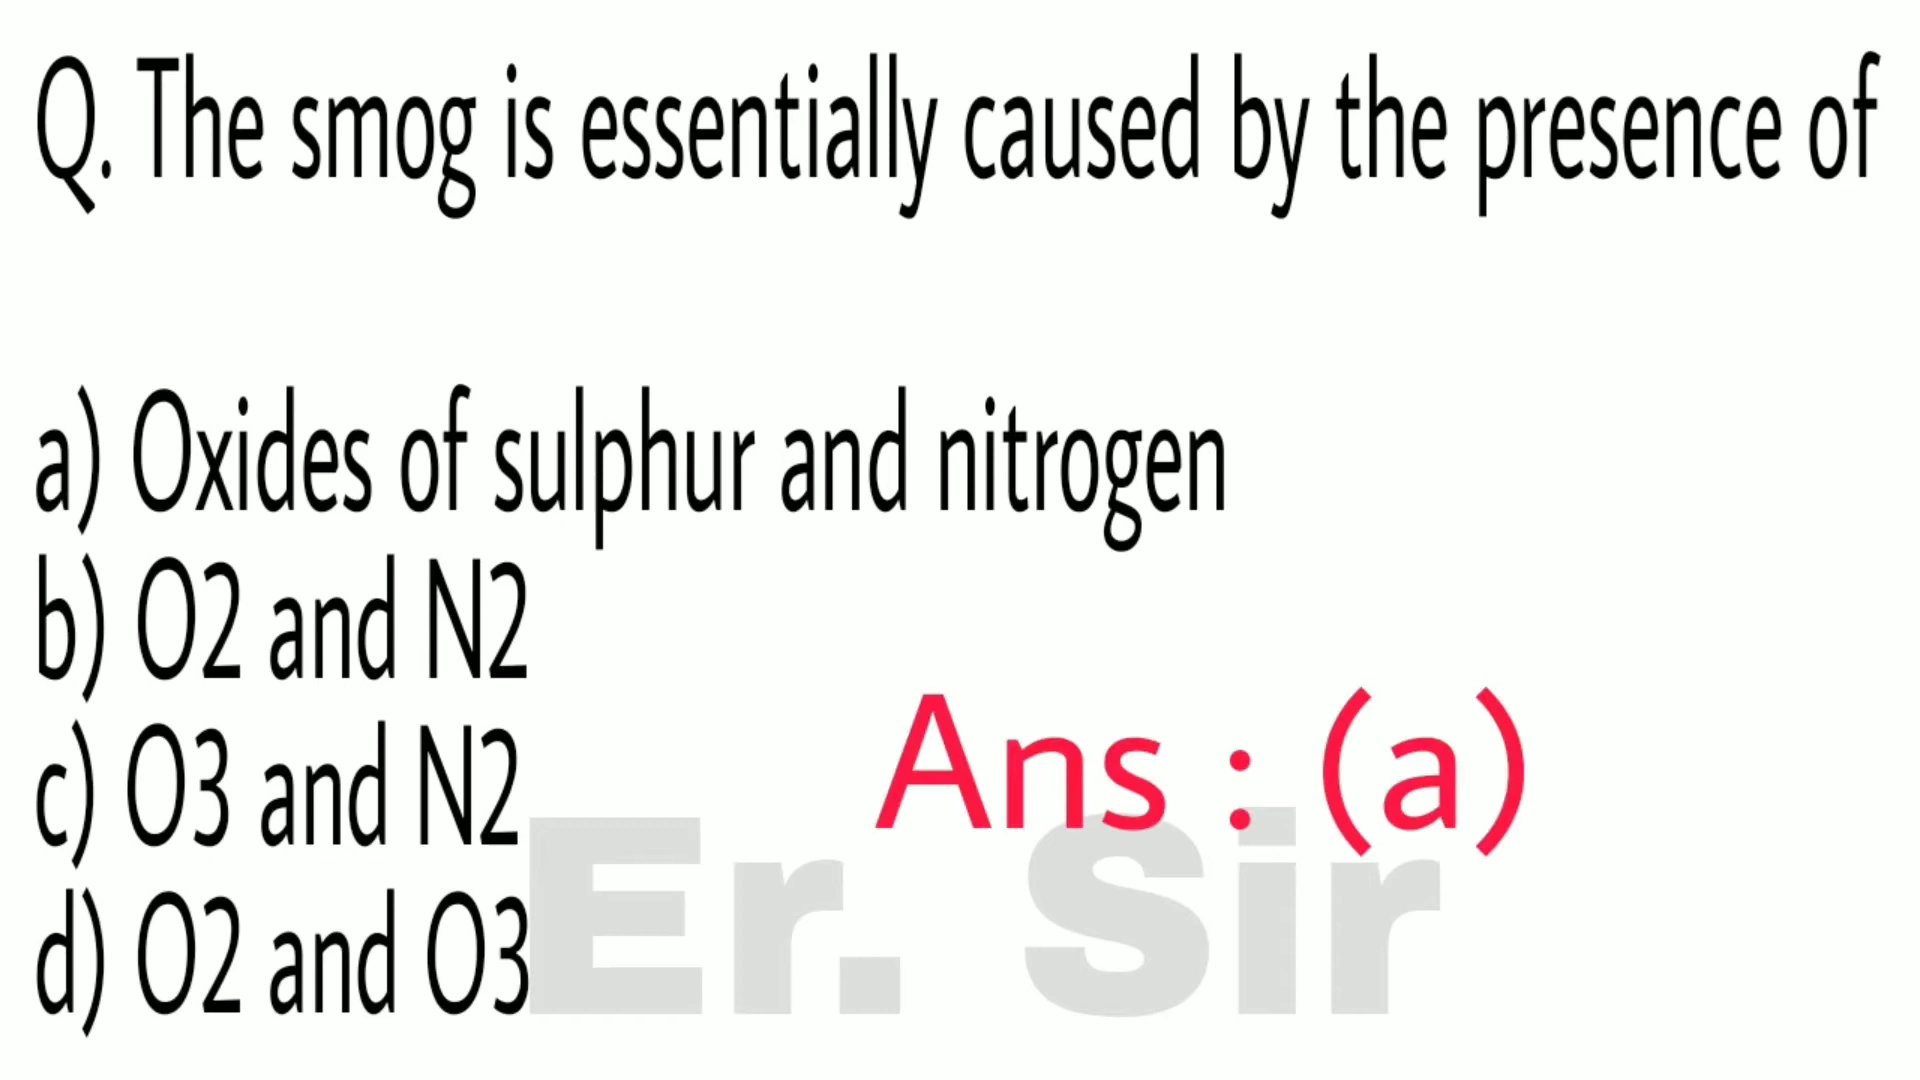 Q. The smog is essentially caused by the presence of
a) Oxides of sulphur and nitrogen
b) O2 and N2
c) O3 and N2
d) O2 and O3
Ans : (a)
Er. Sir